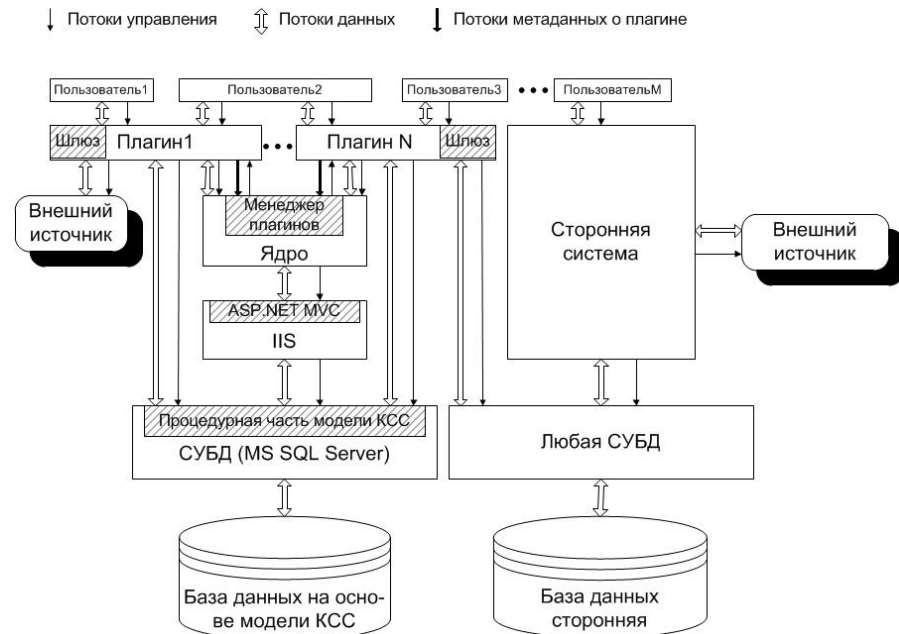 Потоки управления
Потоки данных
Потоки метаданных о плагине
Пользователь1
Пользователь2
Пользователь3
ПользовательМ
Шлюз
Плагин1
Плагин N
Шлюз
Внешний
источник
Менеджер
плагинов
Ядро
Сторонняя
система
Внешний
источник
ASP.NET MVC
IIS
Процедурная часть модели КСС
СУБД (MS SQL Server)
Любая СУБД
База данных на осно-
ве модели КСС
База данных
сторонняя